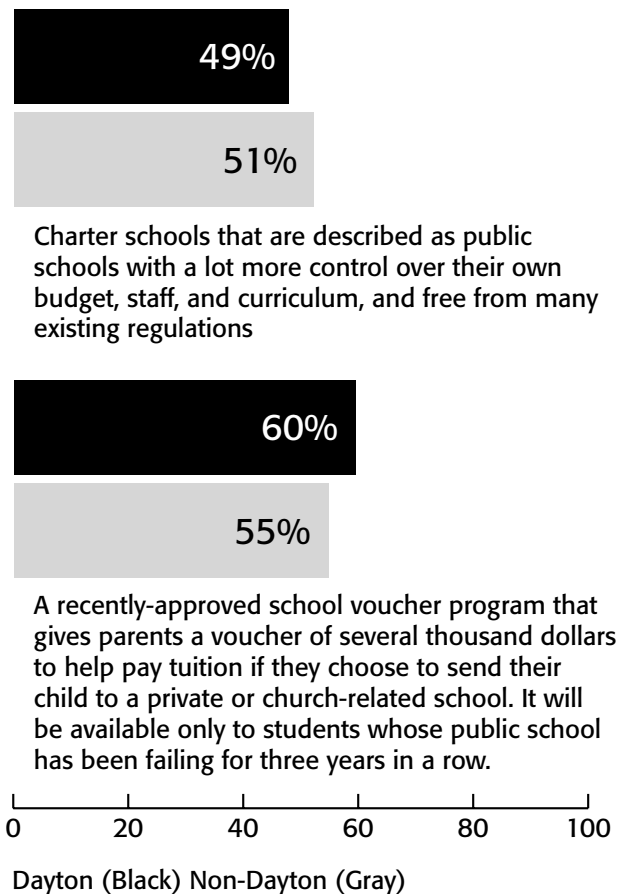 49%
51%
Charter schools that are described as public
schools with a lot more control over their own
budget, staff, and curriculum, and free from many
existing regulations
60%
55%
A recently-approved school voucher program that
gives parents a voucher of several thousand dollars
to help pay tuition if they choose to send their
child to a private or church-related school. It will
be available only to students whose public school
has been failing for three years in a row.
0 20 40 60 80 100
Dayton (Black) Non-Dayton (Gray)